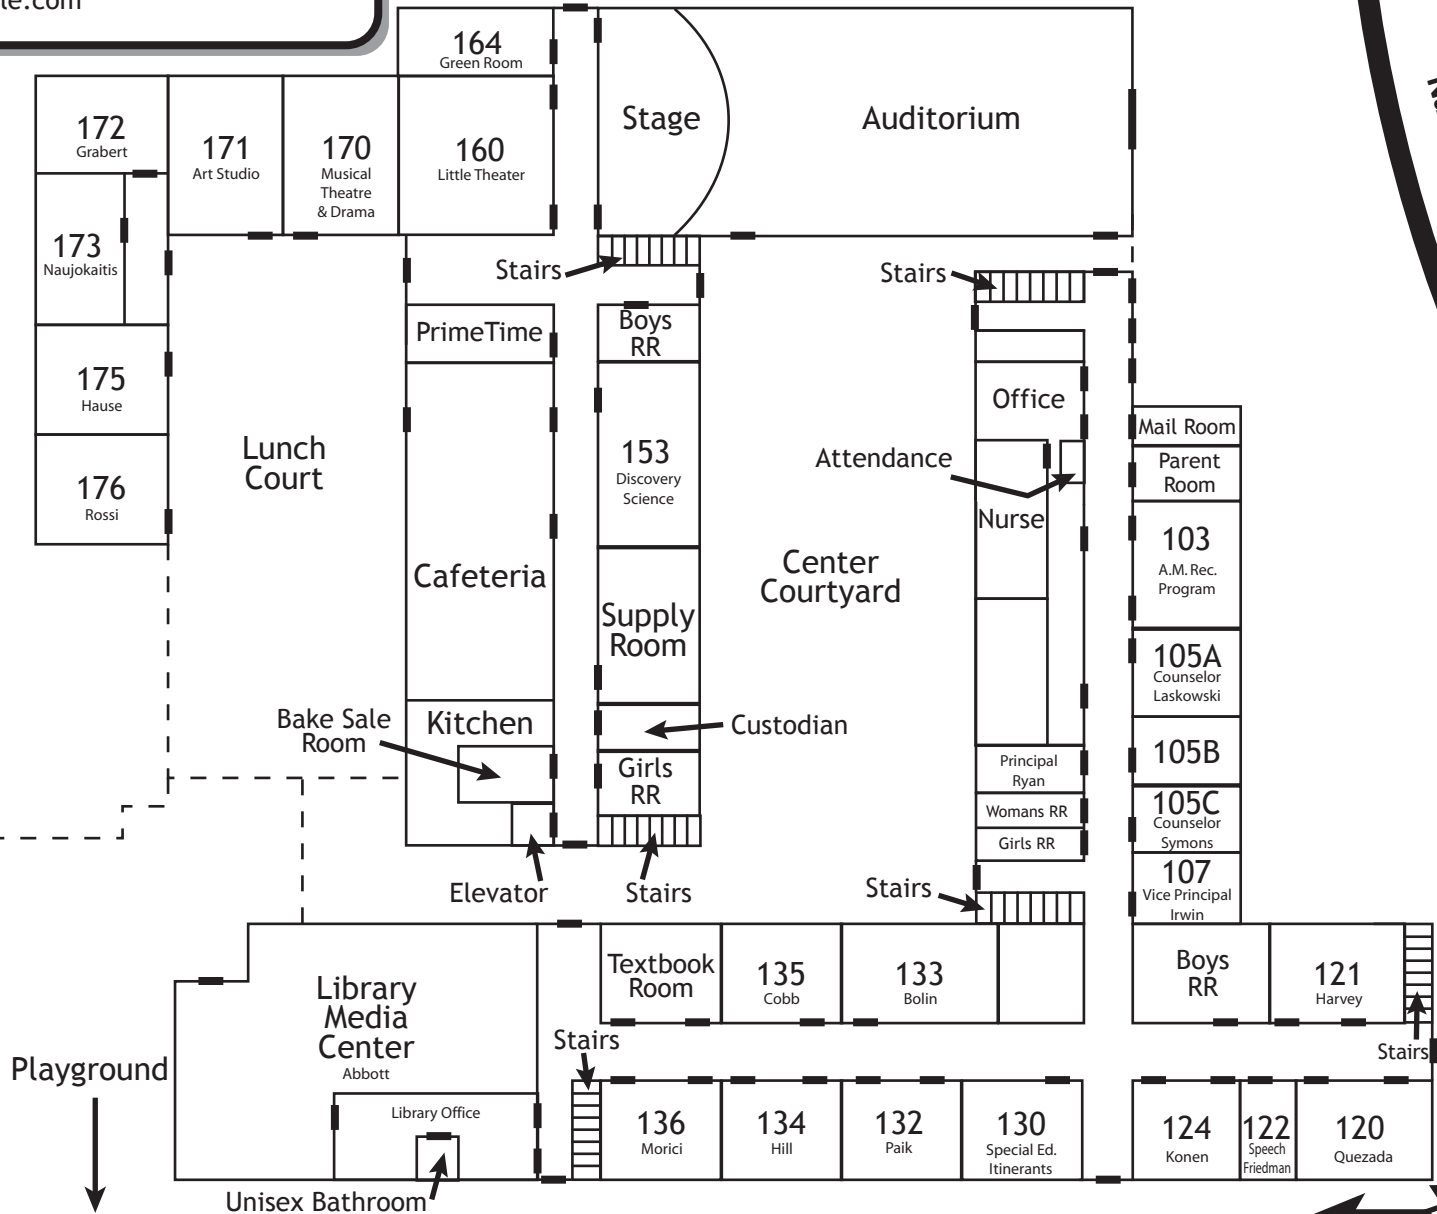 le.com
164
Green Room
Stage
Auditorium
172
Grabert
171
Art Studio
170
Musical
Theatre
& Drama
160
Little Theater
173
Naujokaitis
Stairs
Stairs
PrimeTime
Boys
RR
175
Hause
Office
Mail Room
Lunch
Court
153
Discovery
Science
Attendance
Parent
Room
176
Rossi
Nurse
103
A.M. Rec.
Program
Cafeteria
Center
Courtyard
Supply
Room
105A
Counselor
Laskowski
Bake Sale
Room
Kitchen
Custodian
105B
Girls
RR
Principal
Ryan
Womans RR
105C
Counselor
Symons
Girls RR
Elevator
Stairs
Stairs
107
Vice Principal
Irwin
Textbook
Room
135
Cobb
133
Bolin
Boys
RR
121
Harvey
Library
Media
Center
Abbott
Stairs
Stairs
Playground
Library Office
136
Morici
134
Hill
132
Paik
130
Special Ed.
Itinerants
124
Konen
122
Speech
Friedman
120
Quezada
Unisex Bathroom